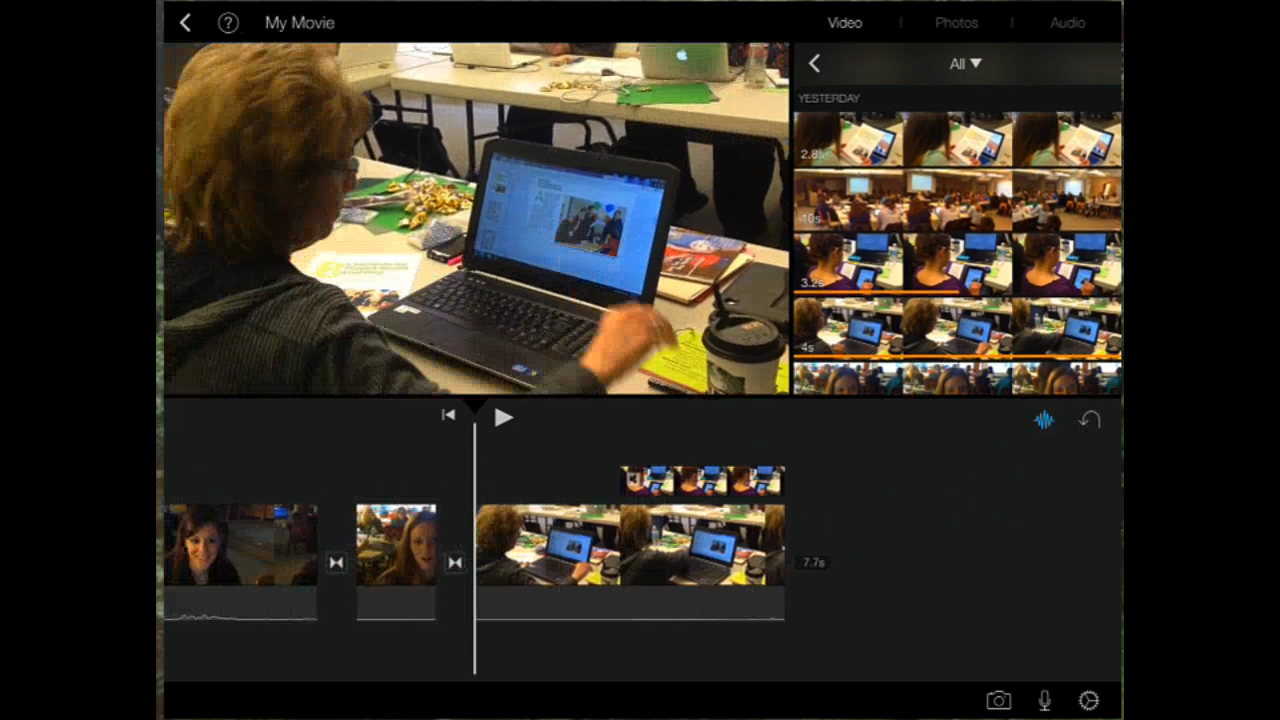 ? My Movie
Video
Photos
Audio
All
YESTERDAY
2.8s
10s
3.2s
4s
7.7s